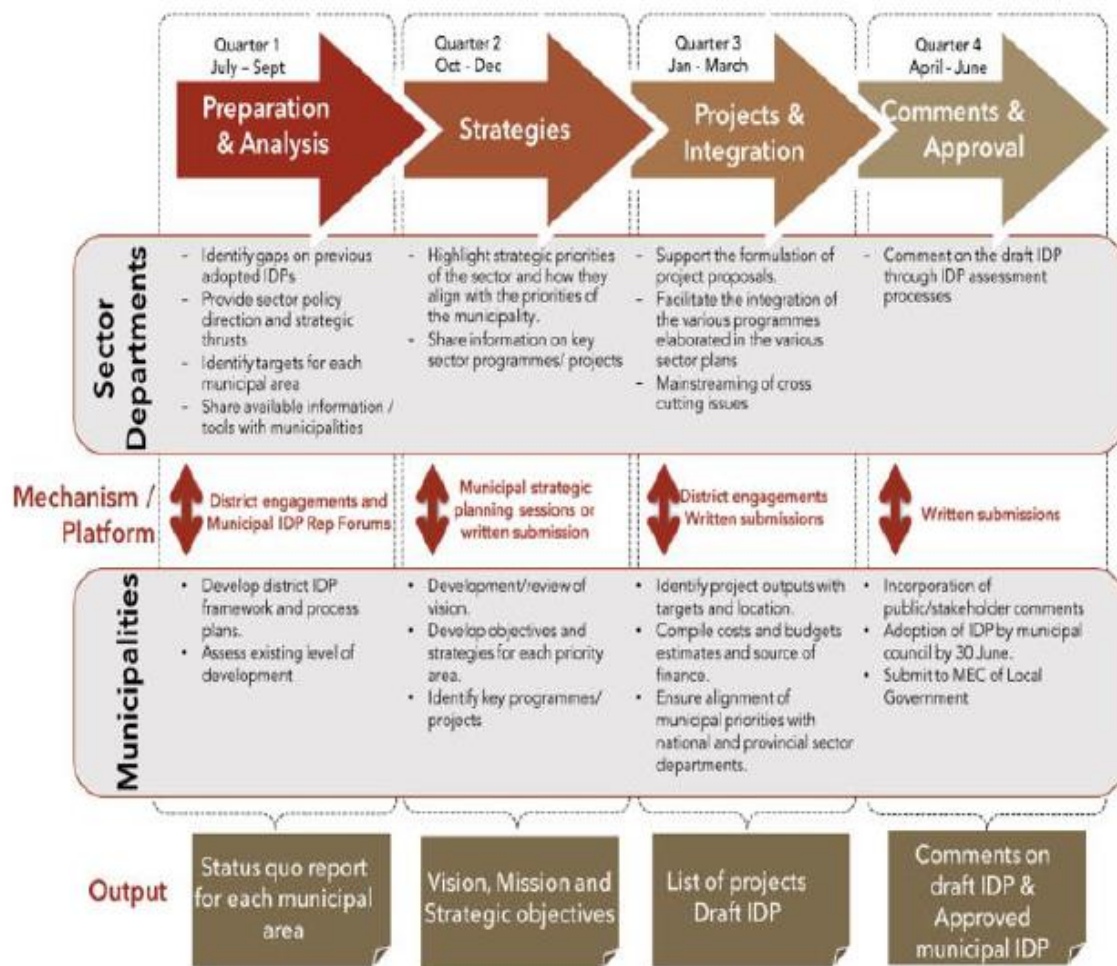 Quarter 1
July – Sept
Preparation
& Analysis
Quarter 2
Oct - Dec
Strategies
Quarter 3
Jan - March
Projects &
Integration
Quarter 4
April - June
Comments &
Approval
Sector
Departments
- Identify gaps on previous
adopted IDPs
- Provide sector policy
direction and strategic
thrusts
- Identify targets for each
municipal area
- Share available information /
tools with municipalities
- Highlight strategic priorities
of the sector and how they
align with the priorities of
the municipality.
- Share information on key
sector programmes/ projects
- Support the formulation of
project proposals.
- Facilitate the integration of
the various programmes
elaborated in the various
sector plans
- Mainstreaming of cross
cutting issues
- Comment on the draft IDP
through IDP assessment
processes
Mechanism /
Platform
District engagements and
Municipal IDP Rep Forums
Municipal strategic
planning sessions or
written submission
District engagements
Written submissions
Written submissions
Municipalities
• Develop district IDP
framework and process
plans.
• Assess existing level of
development
• Development/review of
vision.
• Develop objectives and
strategies for each priority
area.
• Identify key programmes/
projects
• Identify project outputs with
targets and location.
• Compile costs and budgets
estimates and source of
finance.
• Ensure alignment of
municipal priorities with
national and provincial sector
departments.
• Incorporation of
public/stakeholder comments
• Adoption of IDP by municipal
council by 30 June.
• Submit to MEC of Local
Government
Output
Status quo report
for each municipal
area
Vision, Mission and
Strategic objectives
List of projects
Draft IDP
Comments on
draft IDP &
Approved
municipal IDP